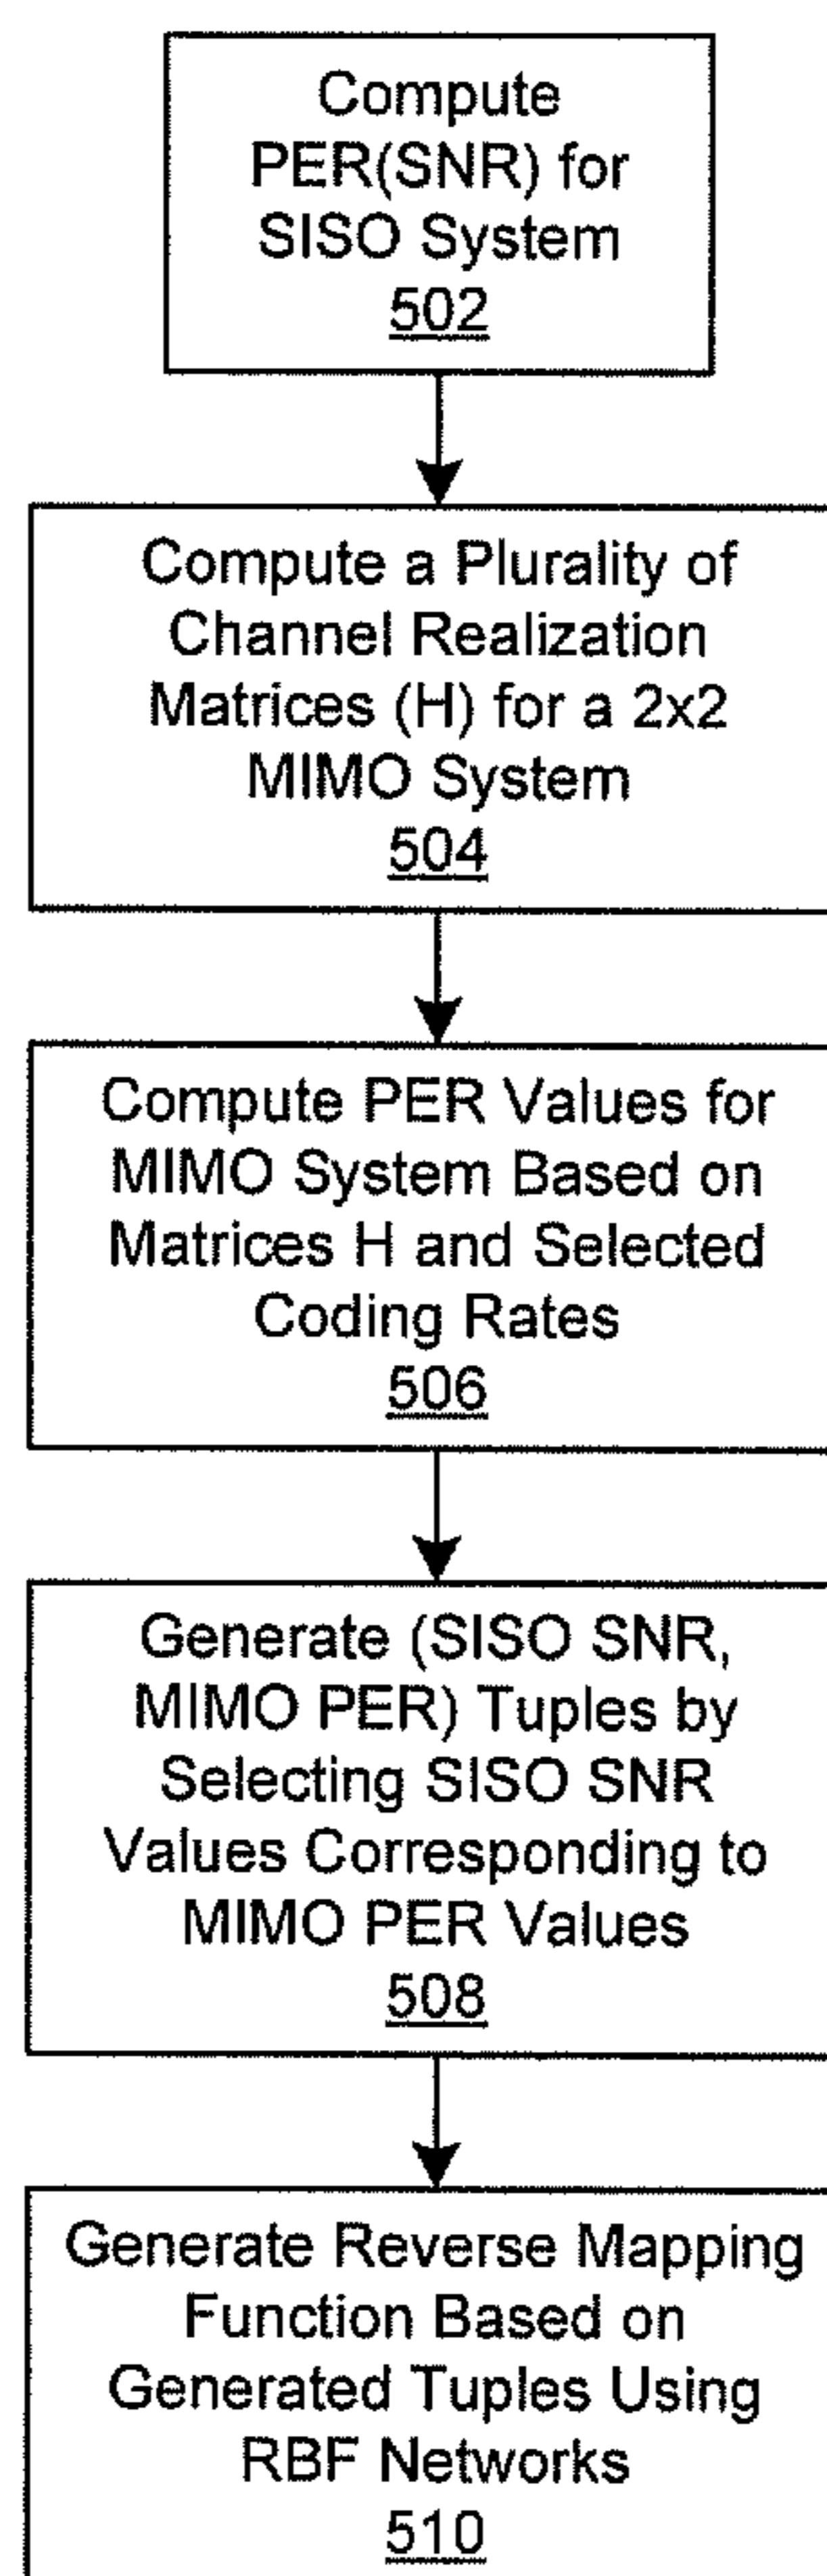 Compute
PER(SNR) for
SISO System
502
Compute a Plurality of
Channel Realization
Matrices (H) for a 2x2
MIMO System
504
Compute PER Values for
MIMO System Based on
Matrices H and Selected
Coding Rates
506
Generate (SISO SNR,
MIMO PER) Tuples by
Selecting SISO SNR
Values Corresponding to
MIMO PER Values
508
Generate Reverse Mapping
Function Based on
Generated Tuples Using
RBF Networks
510